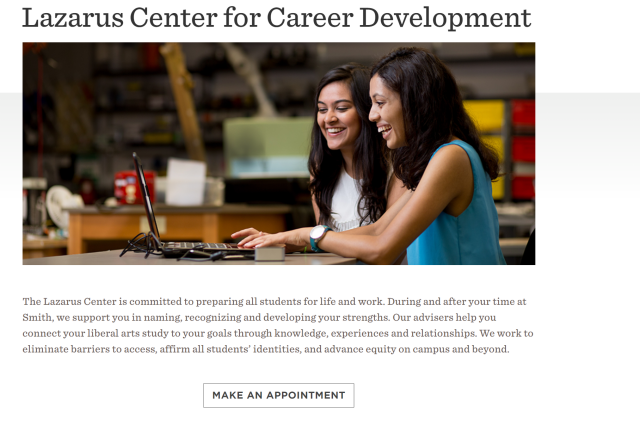 Lazarus Center for Career Development
The Lazarus Center is committed to preparing all students for life and work. During and after your time at
Smith, we support you in naming, recognizing and developing your strengths. Our advisers help you
connect your liberal arts study to your goals through knowledge, experiences and relationships. We work to
eliminate barriers to access, affirm all students' identities, and advance equity on campus and beyond.
MAKE AN APPOINTMENT